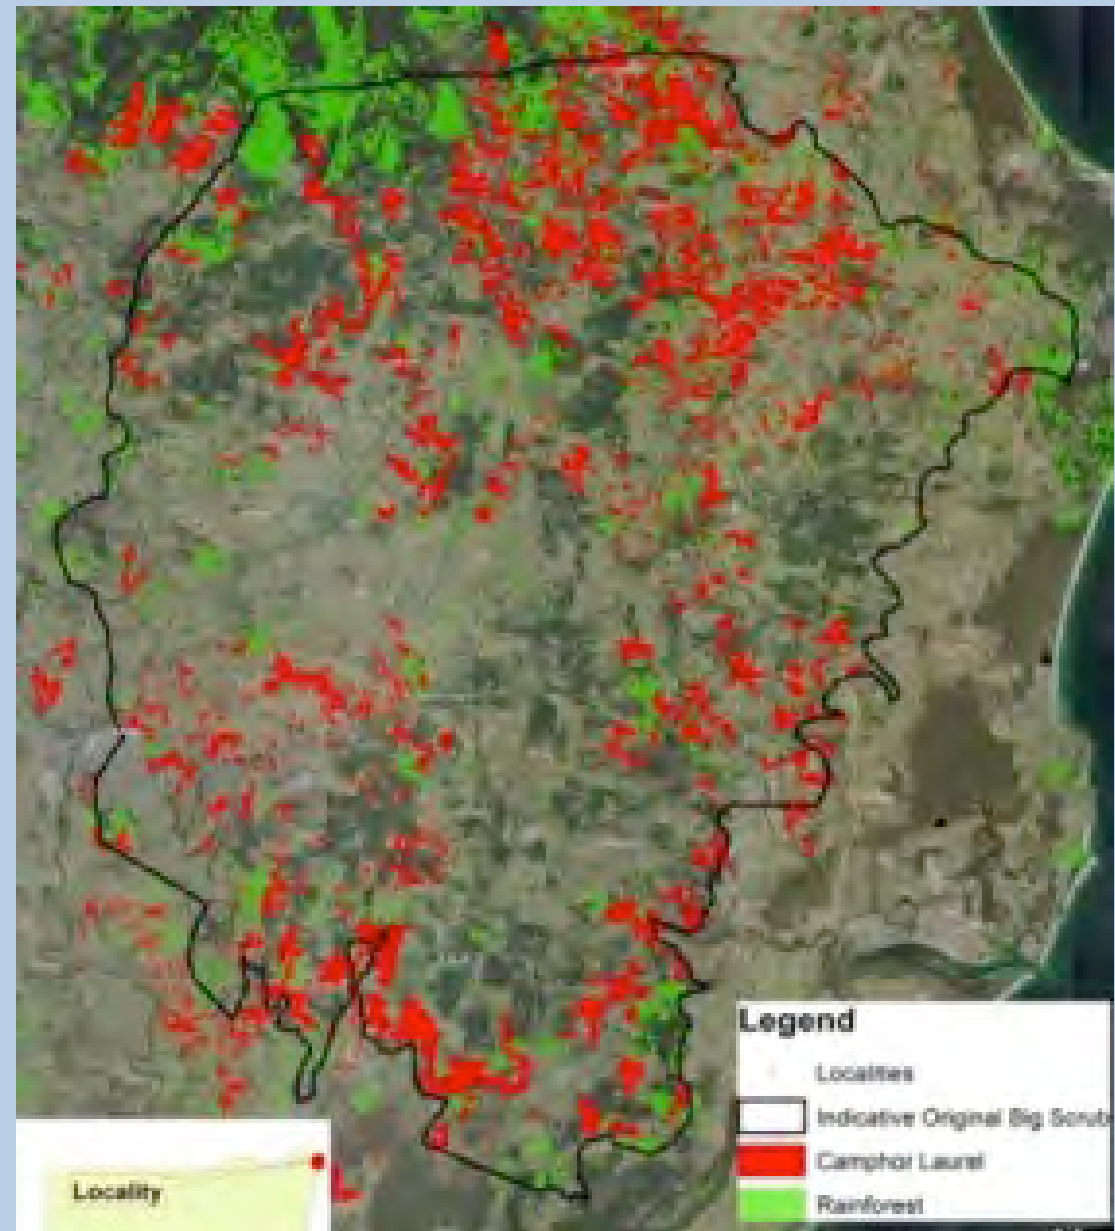 Legend
Localities
Indicative Original Big Scrub
Camphor Laurel
Rainforest
Locality